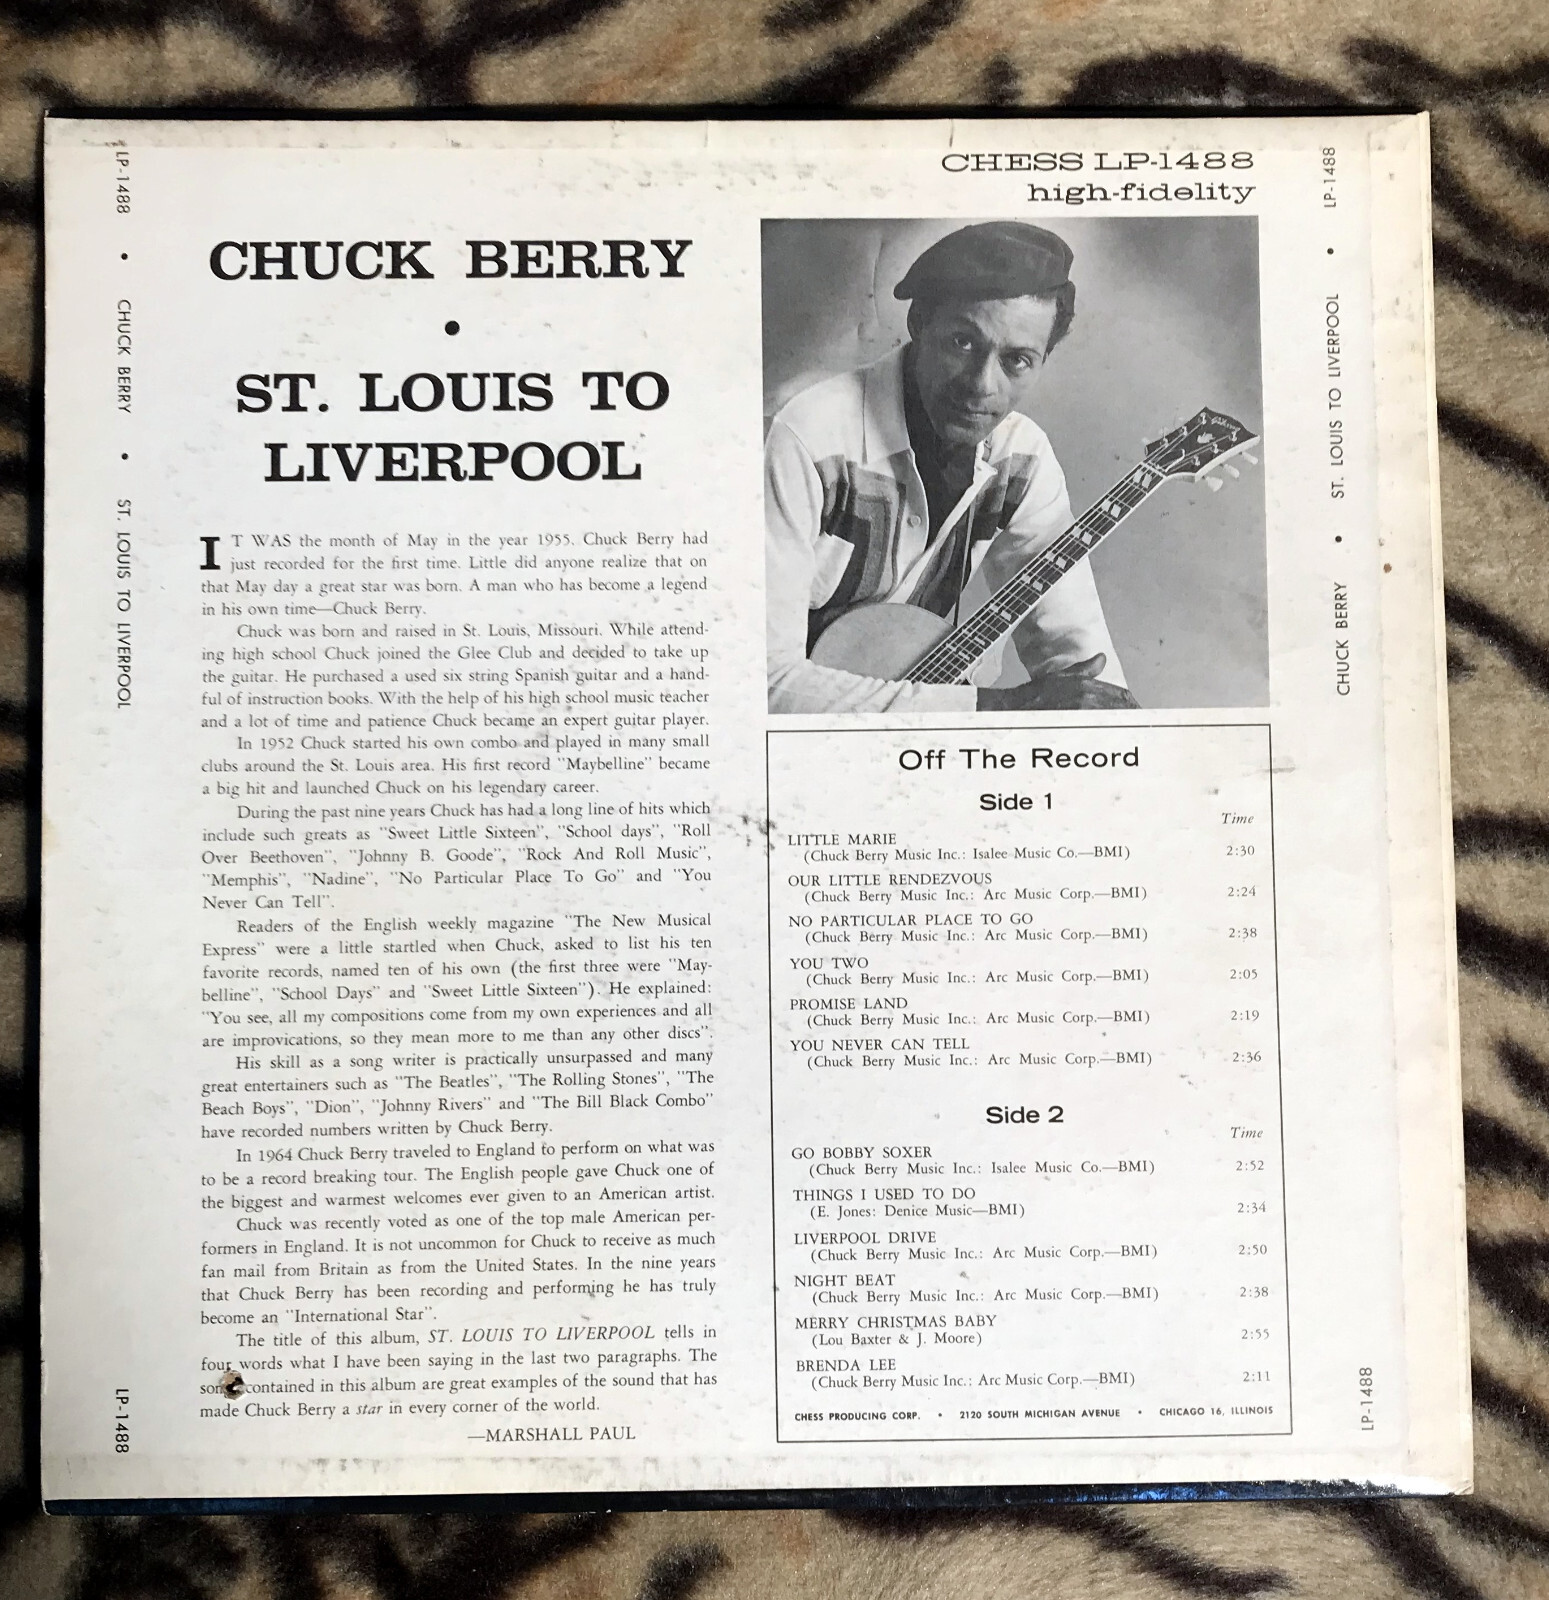 LP-1488 • CHUCK BERRY • ST. LOUIS TO LIVERPOOL LP-1488
CHESS LP-1488
high-fidelity
CHUCK BERRY
•
ST. LOUIS TO
LIVERPOOL
IT WAS the month of May in the year 1955. Chuck Berry had
just recorded for the first time. Little did anyone realize that on
that May day a great star was born. A man who has become a legend
in his own time—Chuck Berry.
Chuck was born and raised in St. Louis, Missouri. While attend-
ing high school Chuck joined the Glee Club and decided to take up
the guitar. He purchased a used six string Spanish guitar and a hand-
ful of instruction books. With the help of his high school music teacher
and a lot of time and patience Chuck became an expert guitar player.
In 1952 Chuck started his own combo and played in many small
clubs around the St. Louis area. His first record "Maybelline" became
a big hit and launched Chuck on his legendary career.
During the past nine years Chuck has had a long line of hits which
include such greats as "Sweet Little Sixteen", "School days", "Roll
Over Beethoven", "Johnny B. Goode", "Rock And Roll Music",
"Memphis", "Nadine", "No Particular Place To Go" and "You
Never Can Tell".
Readers of the English weekly magazine "The New Musical
Express" were a little startled when Chuck, asked to list his ten
favorite records, named ten of his own (the first three were "May-
belline", "School Days" and "Sweet Little Sixteen"). He explained:
"You see, all my compositions come from my own experiences and all
are improvications, so they mean more to me than any other discs".
His skill as a song writer is practically unsurpassed and many
great entertainers such as "The Beatles", "The Rolling Stones", "The
Beach Boys", "Dion", "Johnny Rivers" and "The Bill Black Combo"
have recorded numbers written by Chuck Berry.
In 1964 Chuck Berry traveled to England to perform on what was
to be a record breaking tour. The English people gave Chuck one of
the biggest and warmest welcomes ever given to an American artist.
Chuck was recently voted as one of the top male American per-
formers in England. It is not uncommon for Chuck to receive as much
fan mail from Britain as from the United States. In the nine years
that Chuck Berry has been recording and performing he has truly
become an "International Star".
The title of this album, ST. LOUIS TO LIVERPOOL tells in
four words what I have been saying in the last two paragraphs. The
contained in this album are great examples of the sound that has
made Chuck Berry a star in every corner of the world.
—MARSHALL PAUL
Gibson
Off The Record
Side 1
Time
LITTLE MARIE
(Chuck Berry Music Inc.: Isalee Music Co.—BMI) 2:30
OUR LITTLE RENDEZVOUS
(Chuck Berry Music Inc.: Arc Music Corp.—BMI) 2:24
NO PARTICULAR PLACE TO GO
(Chuck Berry Music Inc.: Arc Music Corp.—BMI) 2:38
YOU TWO
(Chuck Berry Music Inc.: Arc Music Corp.—BMI) 2:05
PROMISE LAND
(Chuck Berry Music Inc.: Arc Music Corp.—BMI) 2:19
YOU NEVER CAN TELL
(Chuck Berry Music Inc.: Arc Music Corp.—BMI) 2:36
Side 2
Time
GO BOBBY SOXER
(Chuck Berry Music Inc.: Isalee Music Co.—BMI) 2:52
THINGS I USED TO DO
(E. Jones: Denice Music—BMI) 2:34
LIVERPOOL DRIVE
(Chuck Berry Music Inc.: Arc Music Corp.—BMI) 2:50
NIGHT BEAT
(Chuck Berry Music Inc.: Arc Music Corp.—BMI) 2:38
MERRY CHRISTMAS BABY
(Lou Baxter & J. Moore) 2:55
BRENDA LEE
(Chuck Berry Music Inc.: Arc Music Corp.—BMI) 2:11
CHESS PRODUCING CORP. • 2120 SOUTH MICHIGAN AVENUE • CHICAGO 16, ILLINOIS
LP-1488 CHUCK BERRY • ST. LOUIS TO LIVERPOOL • LP-1488